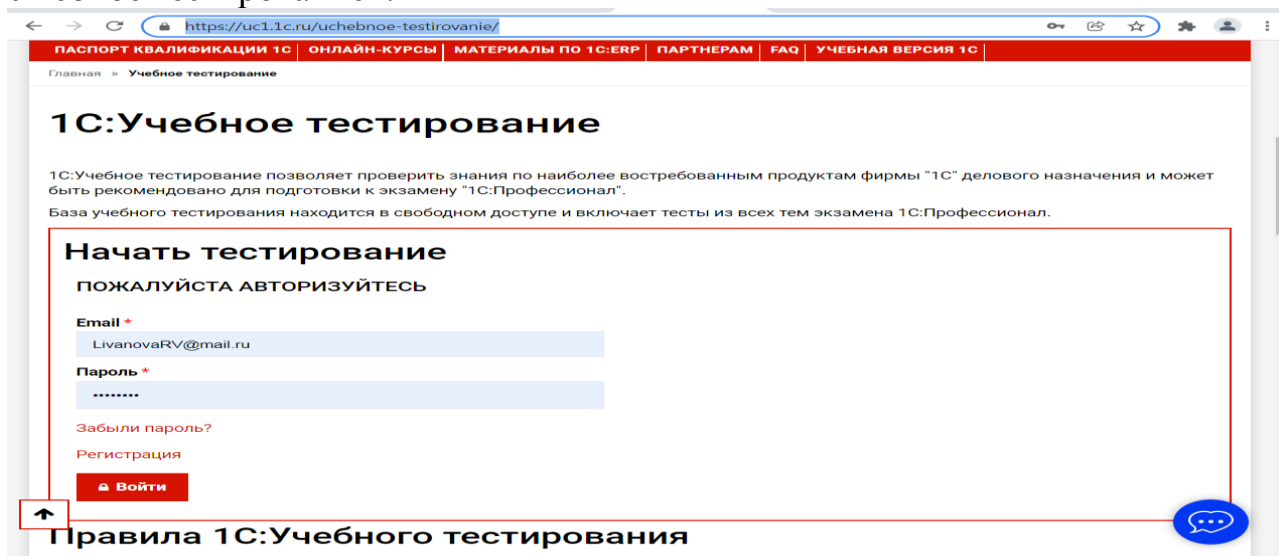 https://uc1.1c.ru/uchebnoe-testirovanie/
ПАСПОРТ КВАЛИФИКАЦИИ 1С ОНЛАЙН-КУРСЫ МАТЕРИАЛЫ ПО 1С:ERP ПАРТНЕРАМ FAQ УЧЕБНАЯ ВЕРСИЯ 1С
Главная » Учебное тестирование
1С:Учебное тестирование
1С:Учебное тестирование позволяет проверить знания по наиболее востребованным продуктам фирмы "1С" делового назначения и может
быть рекомендовано для подготовки к экзамену "1С:Профессионал".
База учебного тестирования находится в свободном доступе и включает тесты из всех тем экзамена 1С:Профессионал.
Начать тестирование
ПОЖАЛУЙСТА АВТОРИЗУЙТЕСЬ
Email *
LivanovaRV@mail.ru
Пароль *
••••••••
Забыли пароль?
Регистрация
Войти
Правила 1С:Учебного тестирования